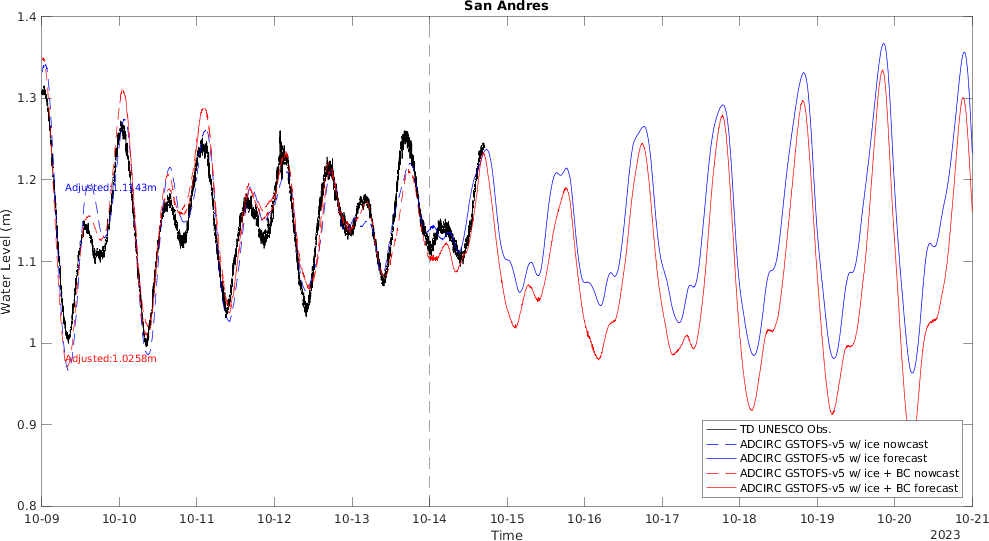 San Andres
1.4
1.3
1.2
1.1
1
0.9
0.8
Water Level (m)
Adjusted:1.1143m
Adjusted:1.0258m
TD UNESCO Obs.
ADCIRC GSTOFS-v5 w/ ice nowcast
ADCIRC GSTOFS-v5 w/ ice forecast
ADCIRC GSTOFS-v5 w/ ice + BC nowcast
ADCIRC GSTOFS-v5 w/ ice + BC forecast
10-09 10-10 10-11 10-12 10-13 10-14 10-15 10-16 10-17 10-18 10-19 10-20 10-21
Time
2023